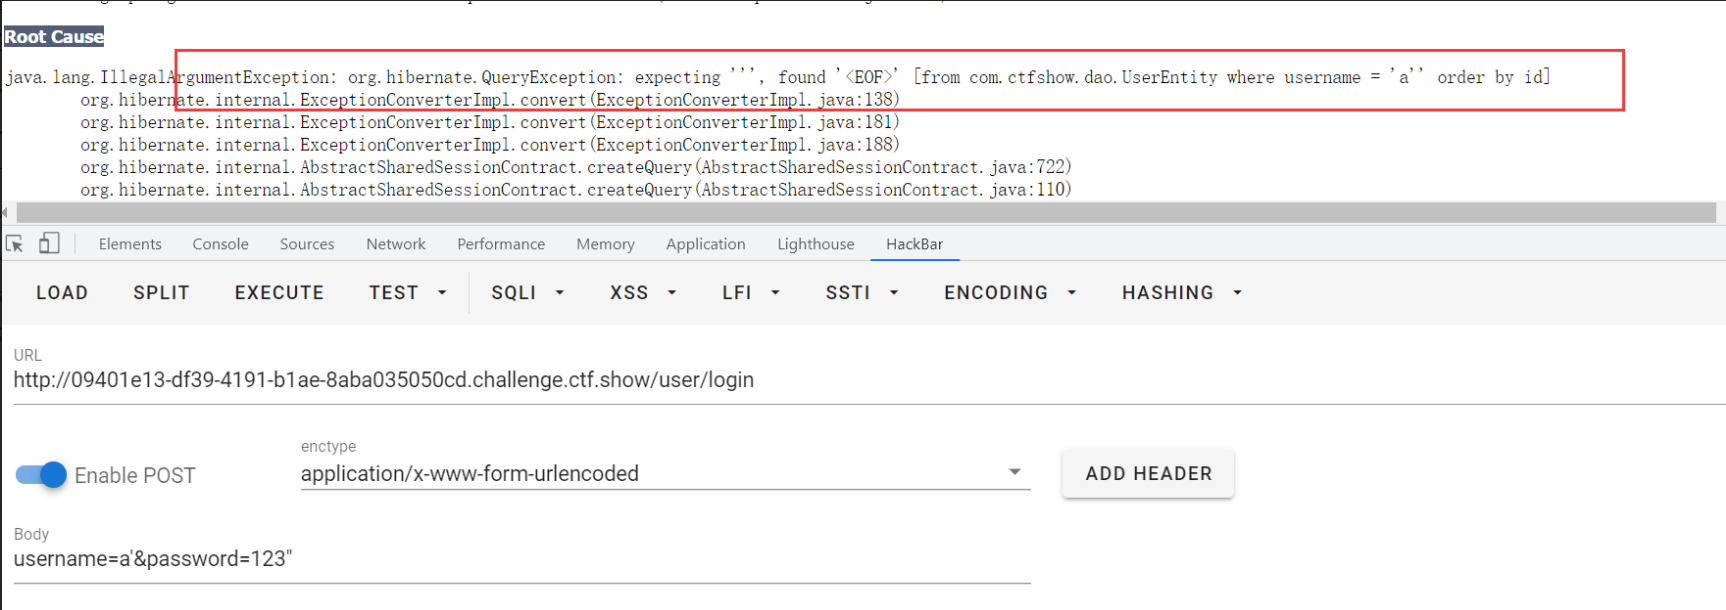 Root Cause
java.lang.IllegalArgumentException: org.hibernate.QueryException: expecting ''', found '<EOF>' [from com.ctfshow.dao.UserEntity where username = 'a'' order by id]
org.hibernate.internal.ExceptionConverterImpl.convert(ExceptionConverterImpl.java:138)
org.hibernate.internal.ExceptionConverterImpl.convert(ExceptionConverterImpl.java:181)
org.hibernate.internal.ExceptionConverterImpl.convert(ExceptionConverterImpl.java:188)
org.hibernate.internal.AbstractSharedSessionContract.createQuery(AbstractSharedSessionContract.java:722)
org.hibernate.internal.AbstractSharedSessionContract.createQuery(AbstractSharedSessionContract.java:110)
Elements Console Sources Network Performance Memory Application Lighthouse HackBar
LOAD SPLIT EXECUTE TEST SQLI XSS LFI SSTI ENCODING HASHING
URL
http://09401e13-df39-4191-b1ae-8aba035050cd.challenge.ctf.show/user/login
enctype
Enable POST application/x-www-form-urlencoded ADD HEADER
Body
username=a'&password=123"